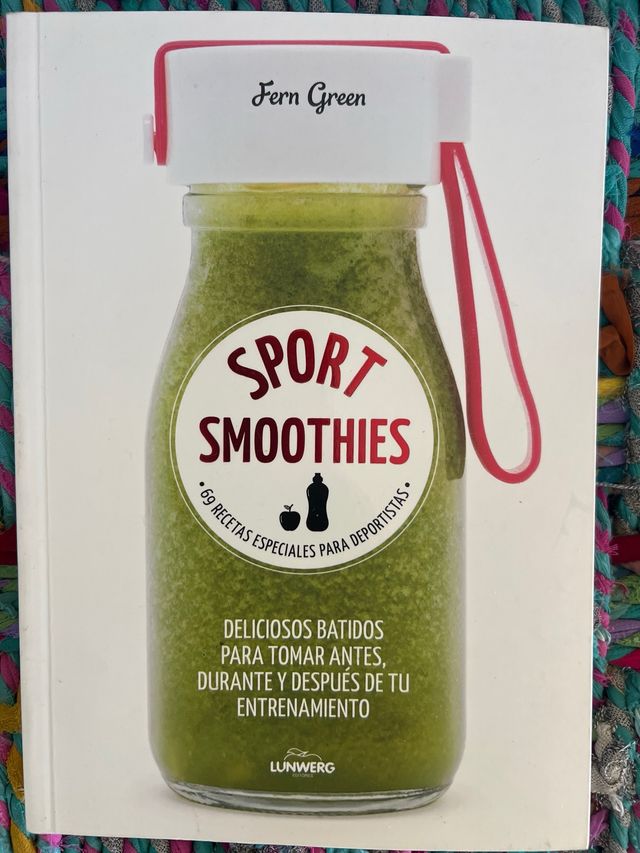 Fern Green
SPORT
SMOOTHIES
• 69 RECETAS ESPECIALES PARA DEPORTISTAS •
DELICIOSOS BATIDOS
PARA TOMAR ANTES,
DURANTE Y DESPUÉS DE TU
ENTRENAMIENTO
LUNWERG
EDITORES